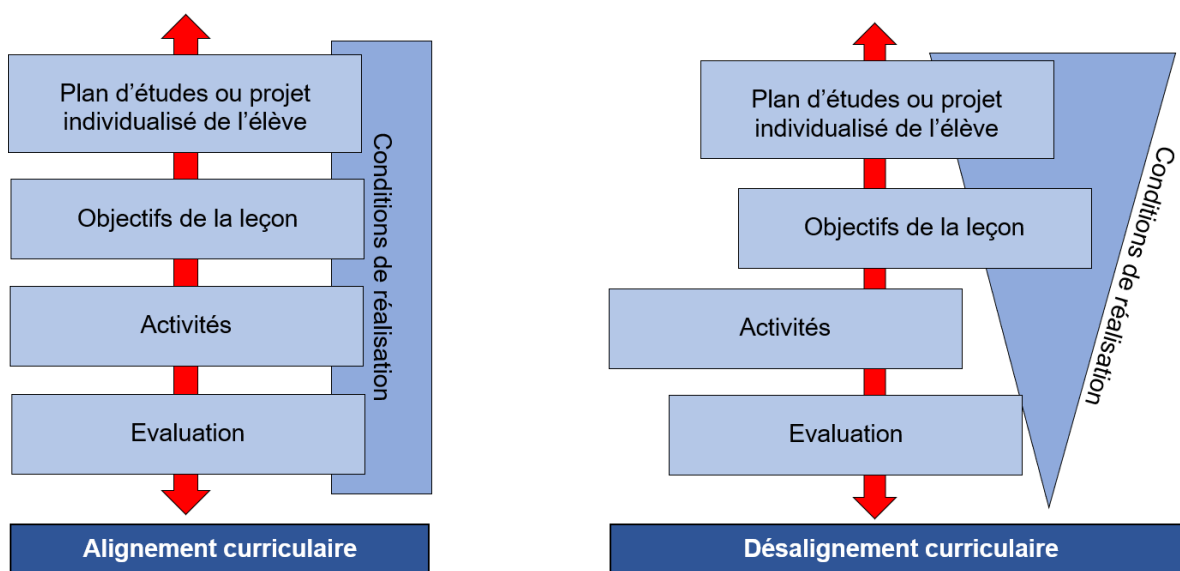 Plan d’études ou projet
individualisé de l’élève
Objectifs de la leçon
Activités
Evaluation
Conditions de réalisation
Alignement curriculaire
Plan d’études ou projet
individualisé de l’élève
Objectifs de la leçon
Activités
Evaluation
Conditions de réalisation
Désalignement curriculaire